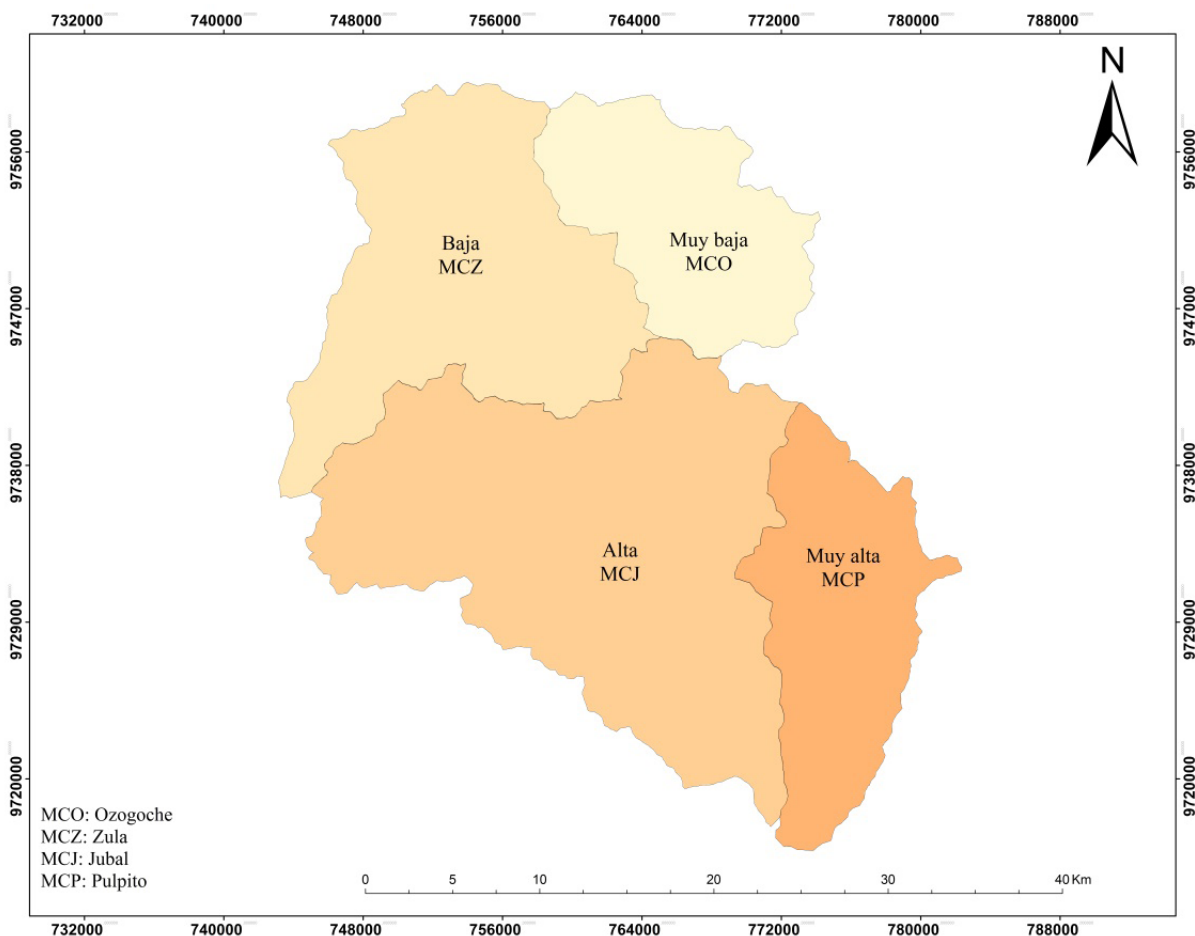 732000 740000 748000 756000 764000 772000 780000 788000
N
9756000 9756000
Baja
MCZ
Muy baja
MCO
9747000 9747000
9738000 9738000
Alta
MCJ
Muy alta
MCP
9729000 9729000
9720000 9720000
MCO: Ozogoche
MCZ: Zula
MCJ: Jubal
MCP: Pulpito
0 5 10 20 30 40 Km
732000 740000 748000 756000 764000 772000 780000 788000